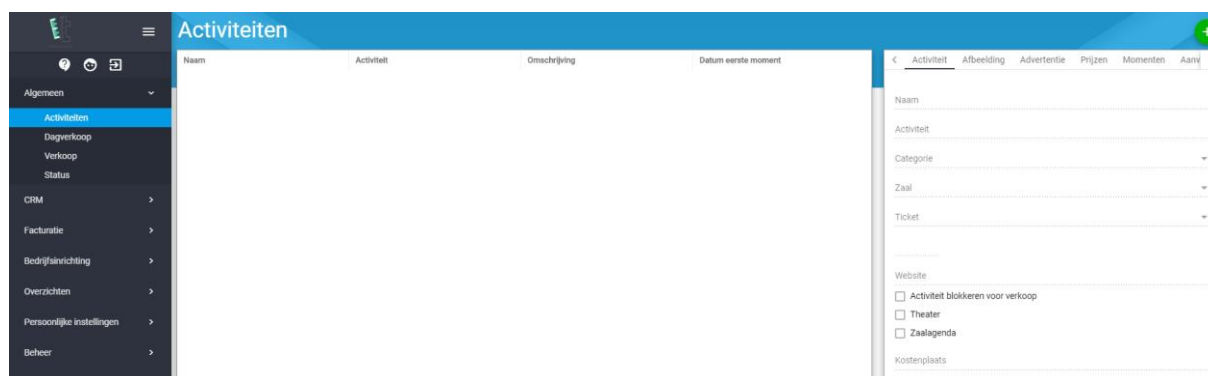 Activiteiten
Naam Activiteit Omschrijving Datum eerste moment
Algemeen
Activiteiten
Dagverkoop
Verkoop
Status
CRM
Facturatie
Bedrijfsinrichting
Overzichten
Persoonlijke instellingen
Beheer
Activiteit Afbeelding Advertentie Prijzen Momenten Aanv
Naam
Activiteit
Categorie
Zaal
Ticket
Website
Activiteit blokkeren voor verkoop
Theater
Zaalagenda
Kostenplaats